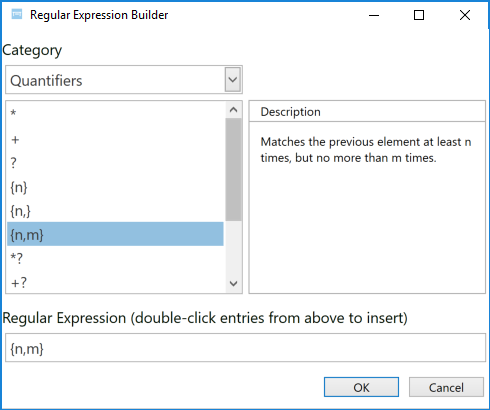 Regular Expression Builder
Category
Quantifiers
*
+
?
{n}
{n,}
{n,m}
*?
+?
Description
Matches the previous element at least n
times, but no more than m times.
Regular Expression (double-click entries from above to insert)
{n,m}
OK
Cancel